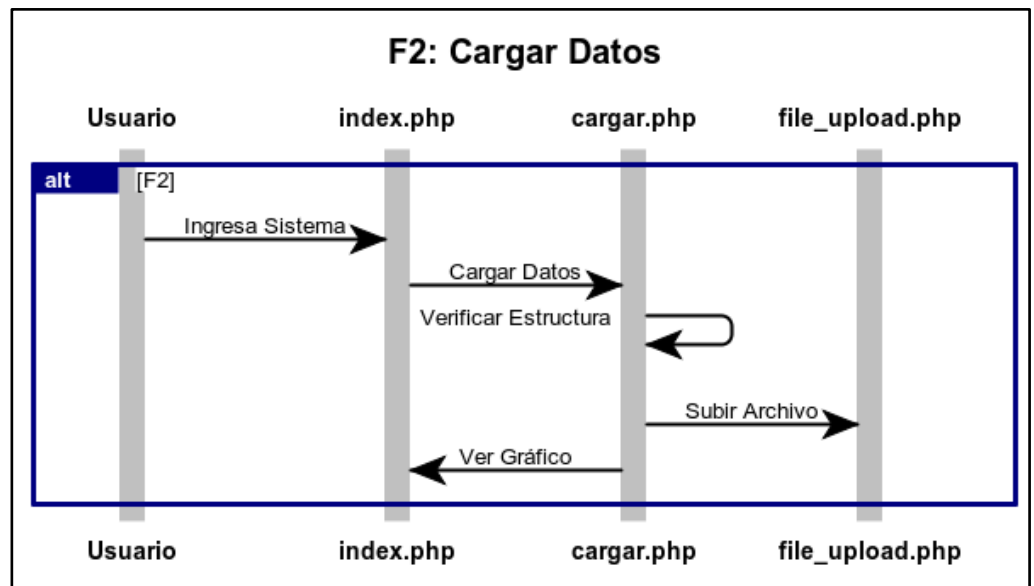 F2: Cargar Datos
Usuario index.php cargar.php file_upload.php
alt [F2]
Ingresa Sistema
Cargar Datos
Verificar Estructura
Subir Archivo
Ver Gráfico
Usuario index.php cargar.php file_upload.php